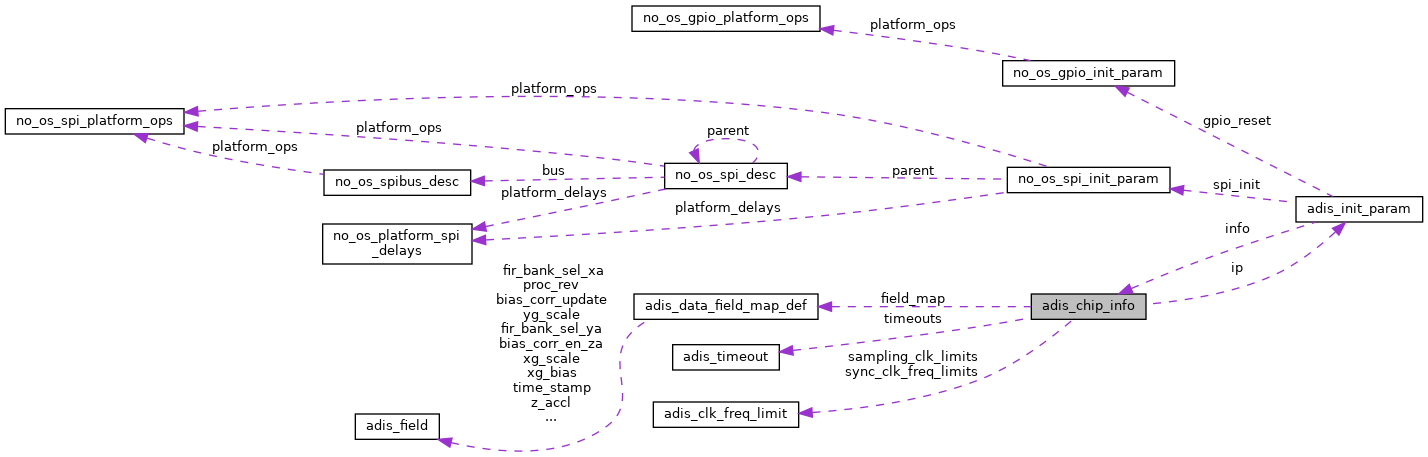 no_os_gpio_platform_ops
platform_ops
no_os_gpio_init_param
platform_ops
no_os_spi_platform_ops
gpio_reset
platform_ops
parent
platform_ops
no_os_spibus_desc
bus
no_os_spi_desc
parent
no_os_spi_init_param
spi_init
platform_delays
platform_delays
adis_init_param
no_os_platform_spi
_delays
info
ip
fir_bank_sel_xa
proc_rev
bias_corr_update
yg_scale
fir_bank_sel_ya
bias_corr_en_za
xg_scale
xg_bias
time_stamp
z_accl
...
adis_data_field_map_def
field_map
adis_chip_info
timeouts
adis_timeout
sampling_clk_limits
sync_clk_freq_limits
adis_clk_freq_limit
adis_field